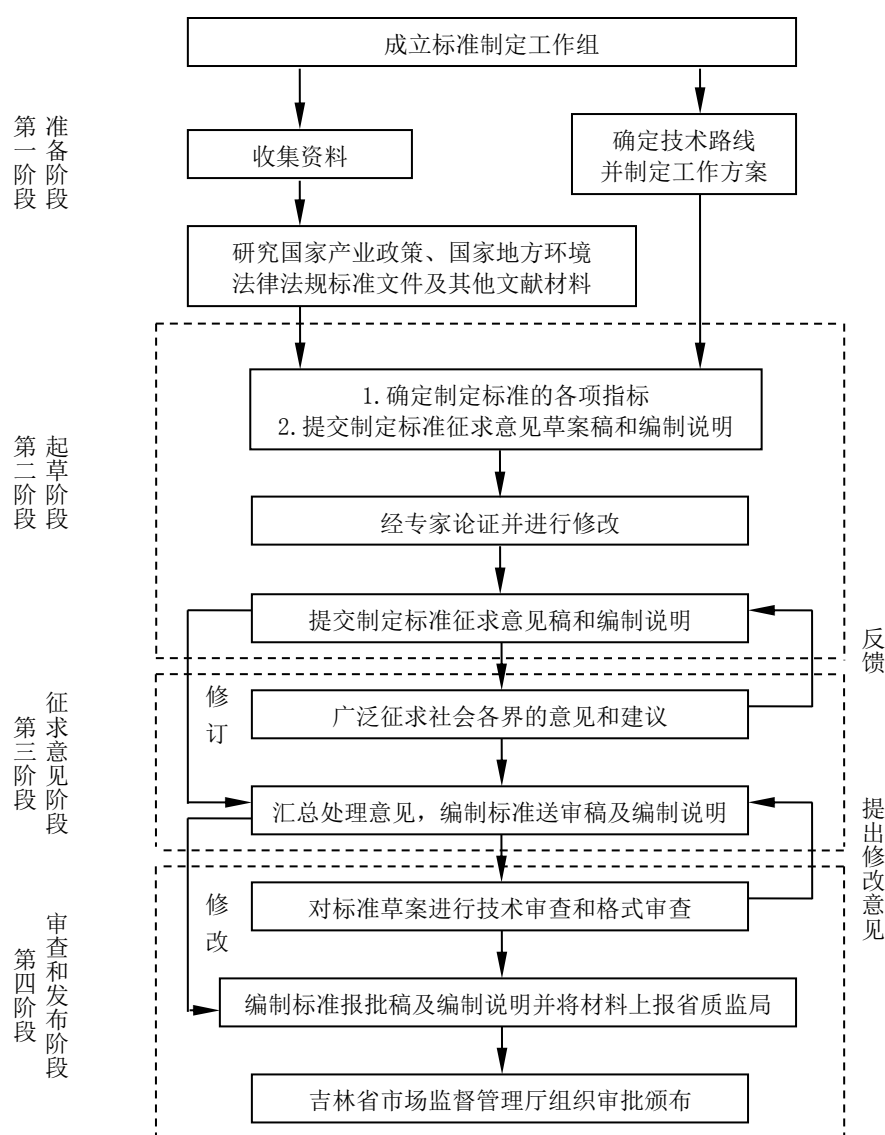 成立标准制定工作组
第一阶段
准备阶段
收集资料
确定技术路线
并制定工作方案
研究国家产业政策、国家地方环境
法律法规标准文件及其他文献材料
第二阶段
起草阶段
1.确定制定标准的各项指标
2.提交制定标准征求意见草案稿和编制说明
经专家论证并进行修改
提交制定标准征求意见稿和编制说明
反馈
第三阶段
征求意见阶段
修订
广泛征求社会各界的意见和建议
汇总处理意见，编制标准送审稿及编制说明
提出修改意见
第四阶段
审查和发布阶段
修改
对标准草案进行技术审查和格式审查
编制标准报批稿及编制说明并将材料上报省质监局
吉林省市场监督管理厅组织审批颁布